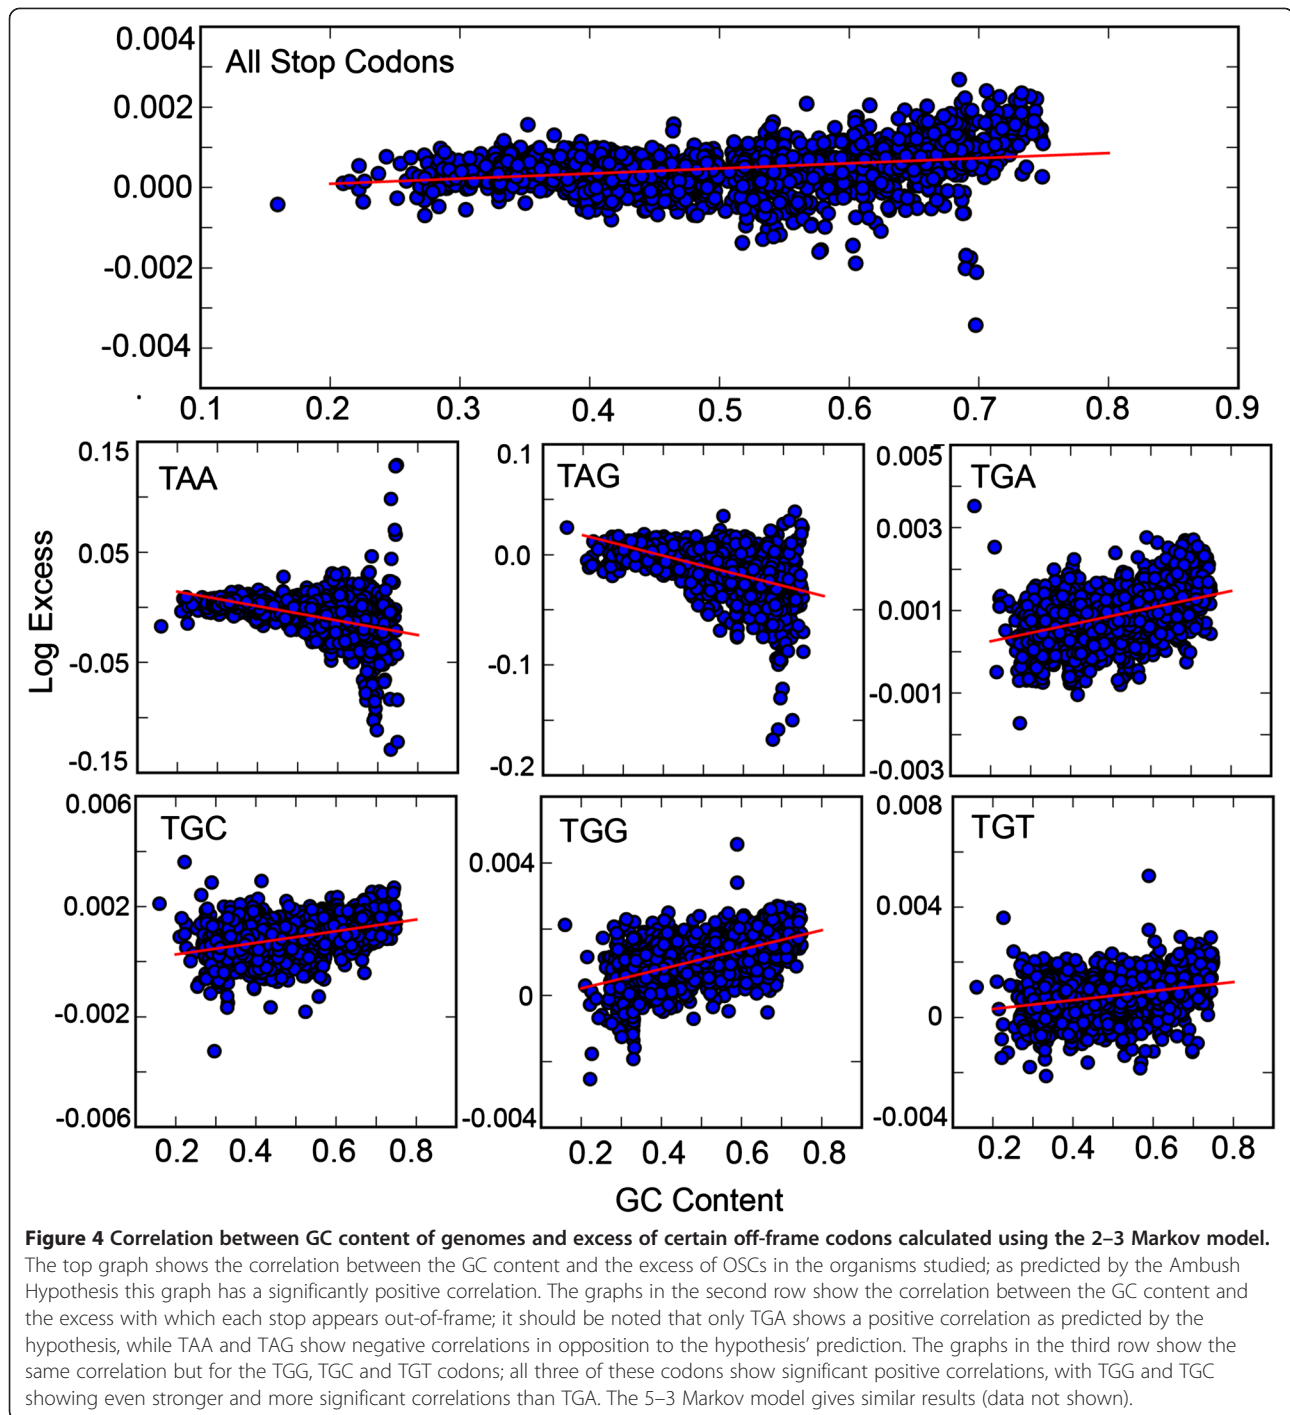 All Stop Codons
0.004
0.002
0.000
-0.002
-0.004
0.1 0.2 0.3 0.4 0.5 0.6 0.7 0.8 0.9
Log Excess
TAA
0.15
0.05
-0.05
-0.15
TAG
0.1
0.0
-0.1
-0.2
TGA
0.005
0.003
0.001
-0.001
-0.003
TGC
0.006
0.002
-0.002
-0.006
0.2 0.4 0.6 0.8
TGG
0.004
0
-0.004
0.2 0.4 0.6 0.8
TGT
0.008
0.004
0
-0.004
0.2 0.4 0.6 0.8
GC Content
Figure 4 Correlation between GC content of genomes and excess of certain off-frame codons calculated using the 2–3 Markov model.
The top graph shows the correlation between the GC content and the excess of OSCs in the organisms studied; as predicted by the Ambush
Hypothesis this graph has a significantly positive correlation. The graphs in the second row show the correlation between the GC content and
the excess with which each stop appears out-of-frame; it should be noted that only TGA shows a positive correlation as predicted by the
hypothesis, while TAA and TAG show negative correlations in opposition to the hypothesis' prediction. The graphs in the third row show the
same correlation but for the TGG, TGC and TGT codons; all three of these codons show significant positive correlations, with TGG and TGC
showing even stronger and more significant correlations than TGA. The 5–3 Markov model gives similar results (data not shown).